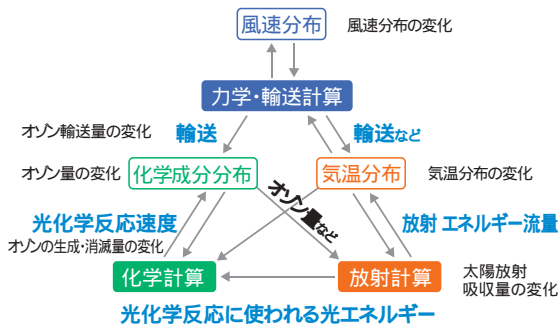 風速分布 風速分布の変化
力学・輸送計算
オゾン輸送量の変化 輸送 輸送など
オゾン量の変化 化学成分分布 気温分布 気温分布の変化
オゾン量など
光化学反応速度 放射 エネルギー流量
オゾンの生成・消滅量の変化
化学計算 放射計算 太陽放射
吸収量の変化
光化学反応に使われる光エネルギー